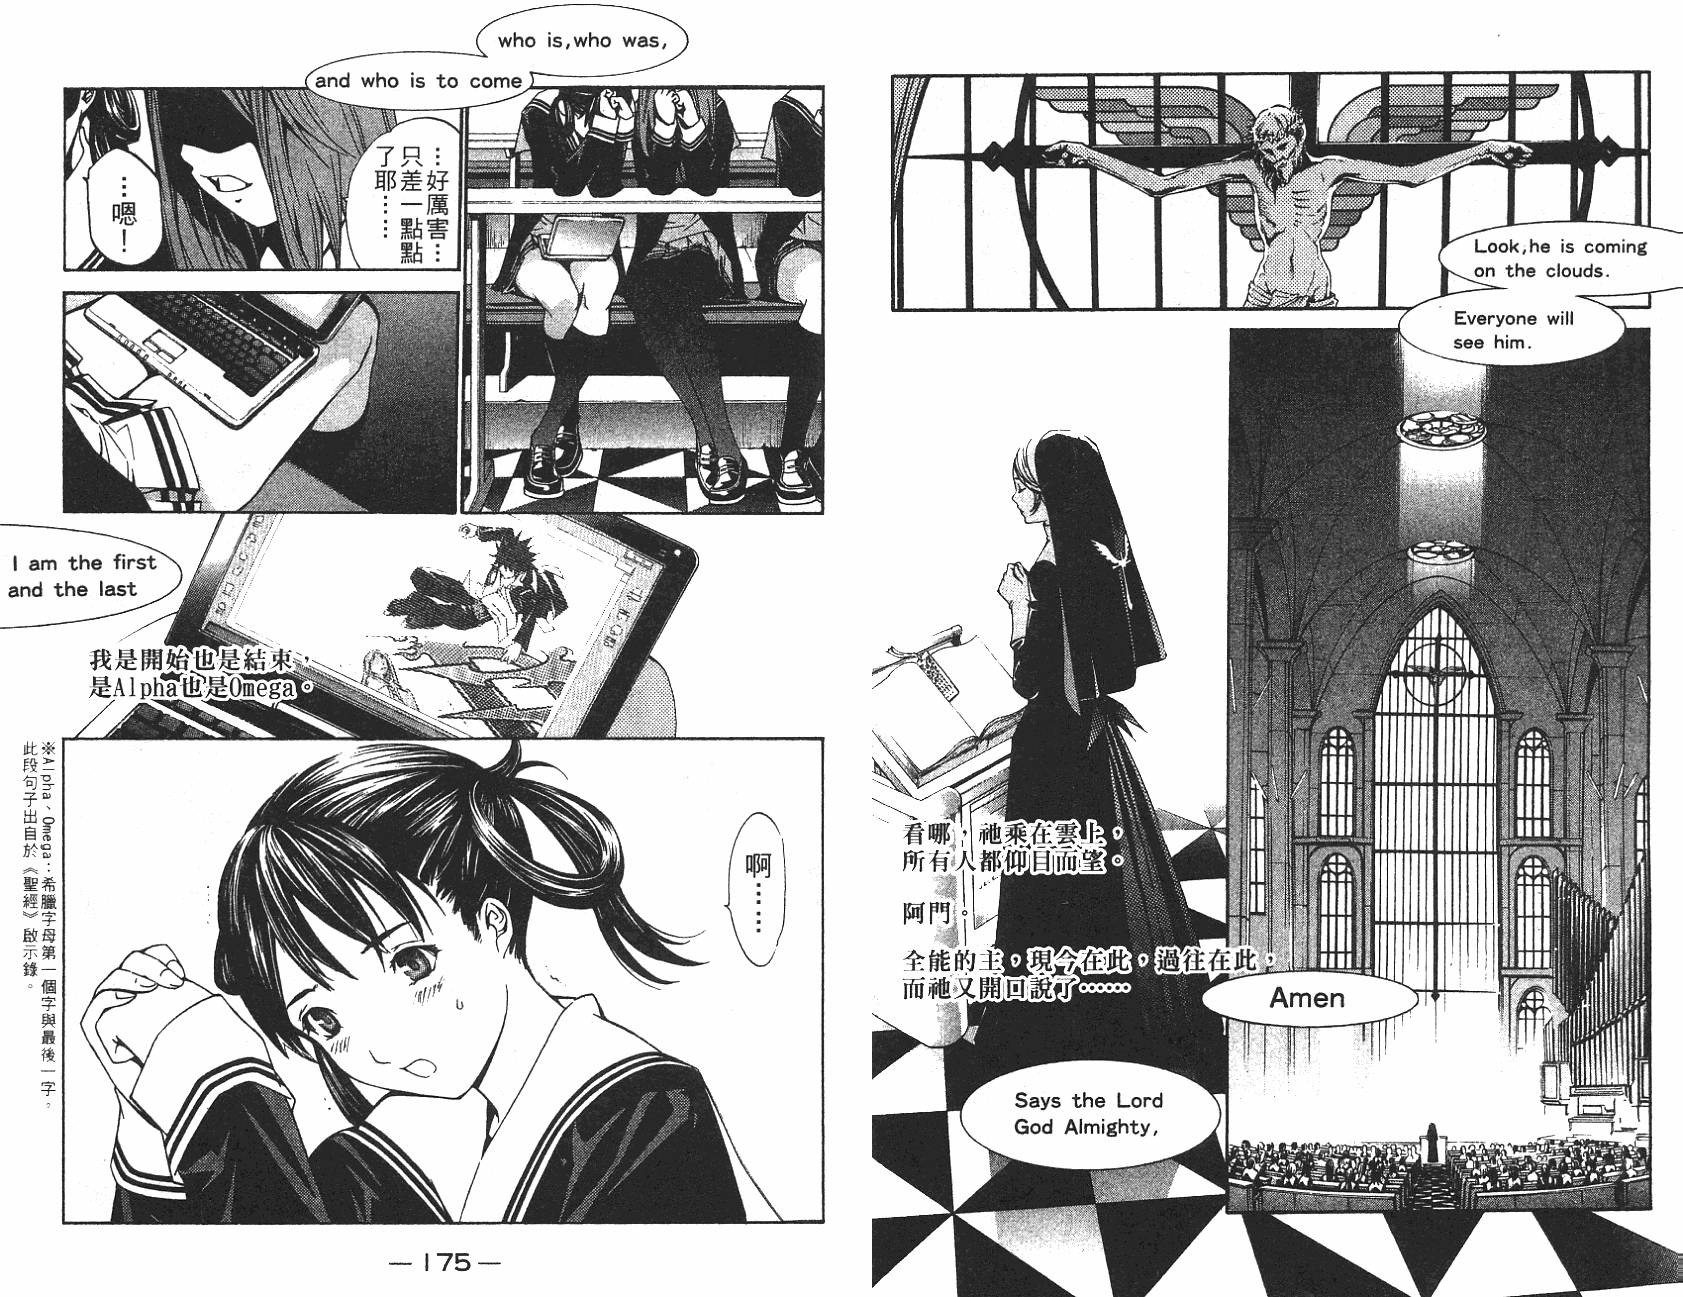 Look,he is coming
on the clouds.
Everyone will
see him.
看哪，祂乘在雲上，
所有人都仰目而望。
阿門。
全能的主，現今在此，過往在此，
而祂又開口說了……
Amen
Says the Lord
God Almighty,
who is,who was,
and who is to come
…好厲害…
只差一點點
了耶……
…嗯！
I am the first
and the last
我是開始也是結束，
是Alpha也是Omega。
※Alpha、Omega：希臘字母第一個字與最後一字，
此段句子出自於《聖經》啟示錄。
啊……
—175—